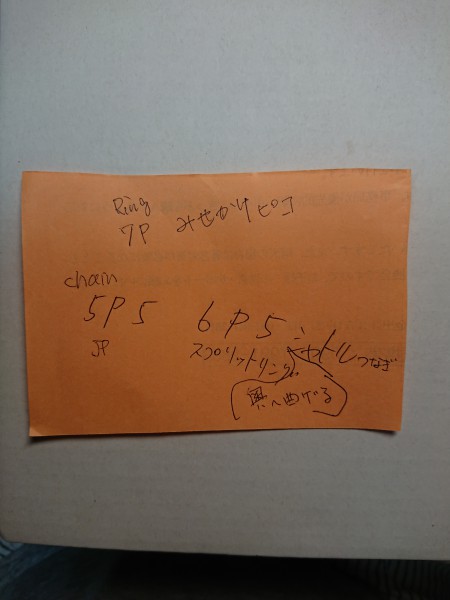 Ring
7P みせかけピコ
chain
5P5 6P5 シャトルつなぎ
JP スプリットリング
奥へ曲げる